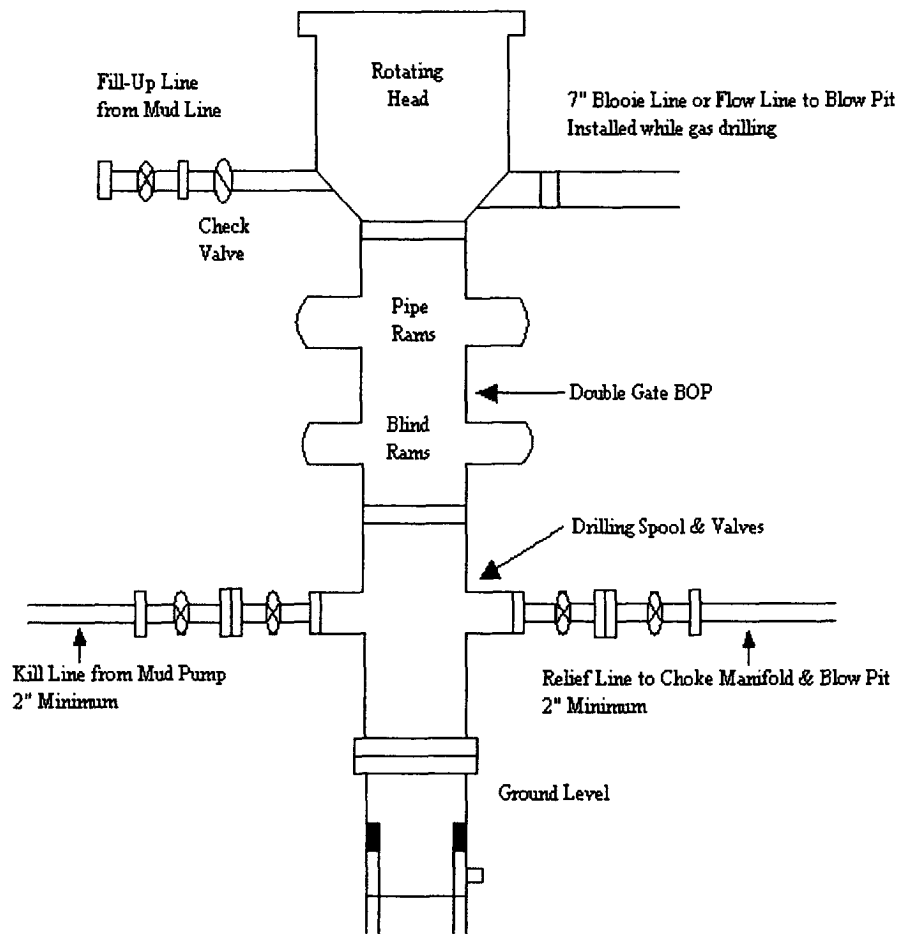 Rotating
Head
Fill-Up Line
from Mud Line
7" Blooie Line or Flow Line to Blow Pit
Installed while gas drilling
Check
Valve
Pipe
Rams
Double Gate BOP
Blind
Rams
Drilling Spool & Valves
Kill Line from Mud Pump
2" Minimum
Relief Line to Choke Manifold & Blow Pit
2" Minimum
Ground Level